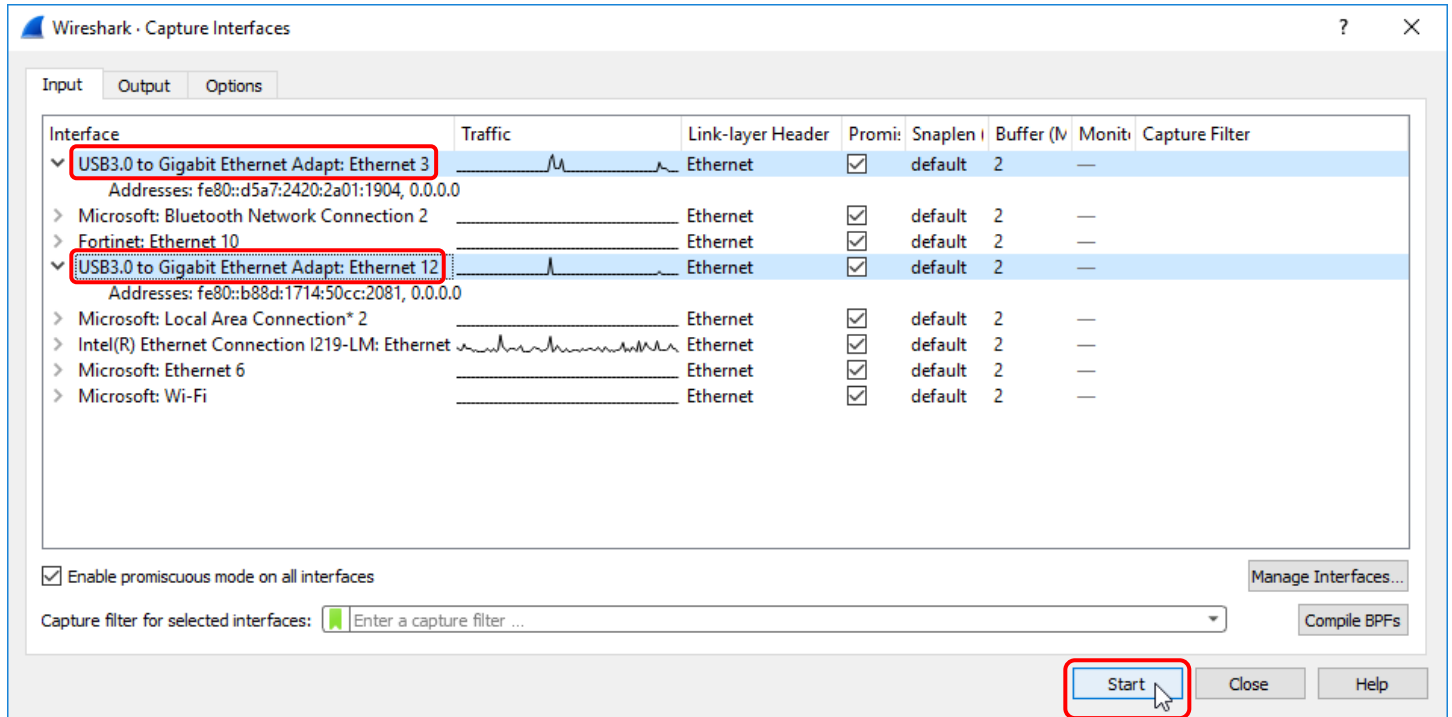 Wireshark · Capture Interfaces ?
Input Output Options
Interface Traffic Link-layer Header Promi: Snaplen ( Buffer (M Monit Capture Filter
USB3.0 to Gigabit Ethernet Adapt: Ethernet 3 Ethernet default 2 —
Addresses: fe80::d5a7:2420:2a01:1904, 0.0.0.0
Microsoft: Bluetooth Network Connection 2 Ethernet default 2 —
Fortinet: Ethernet 10 Ethernet default 2 —
USB3.0 to Gigabit Ethernet Adapt: Ethernet 12 Ethernet default 2 —
Addresses: fe80::b88d:1714:50cc:2081, 0.0.0.0
Microsoft: Local Area Connection* 2 Ethernet default 2 —
Intel(R) Ethernet Connection I219-LM: Ethernet Ethernet default 2 —
Microsoft: Ethernet 6 Ethernet default 2 —
Microsoft: Wi-Fi Ethernet default 2 —
Enable promiscuous mode on all interfaces Manage Interfaces...
Capture filter for selected interfaces: Enter a capture filter ... Compile BPFs
Start Close Help